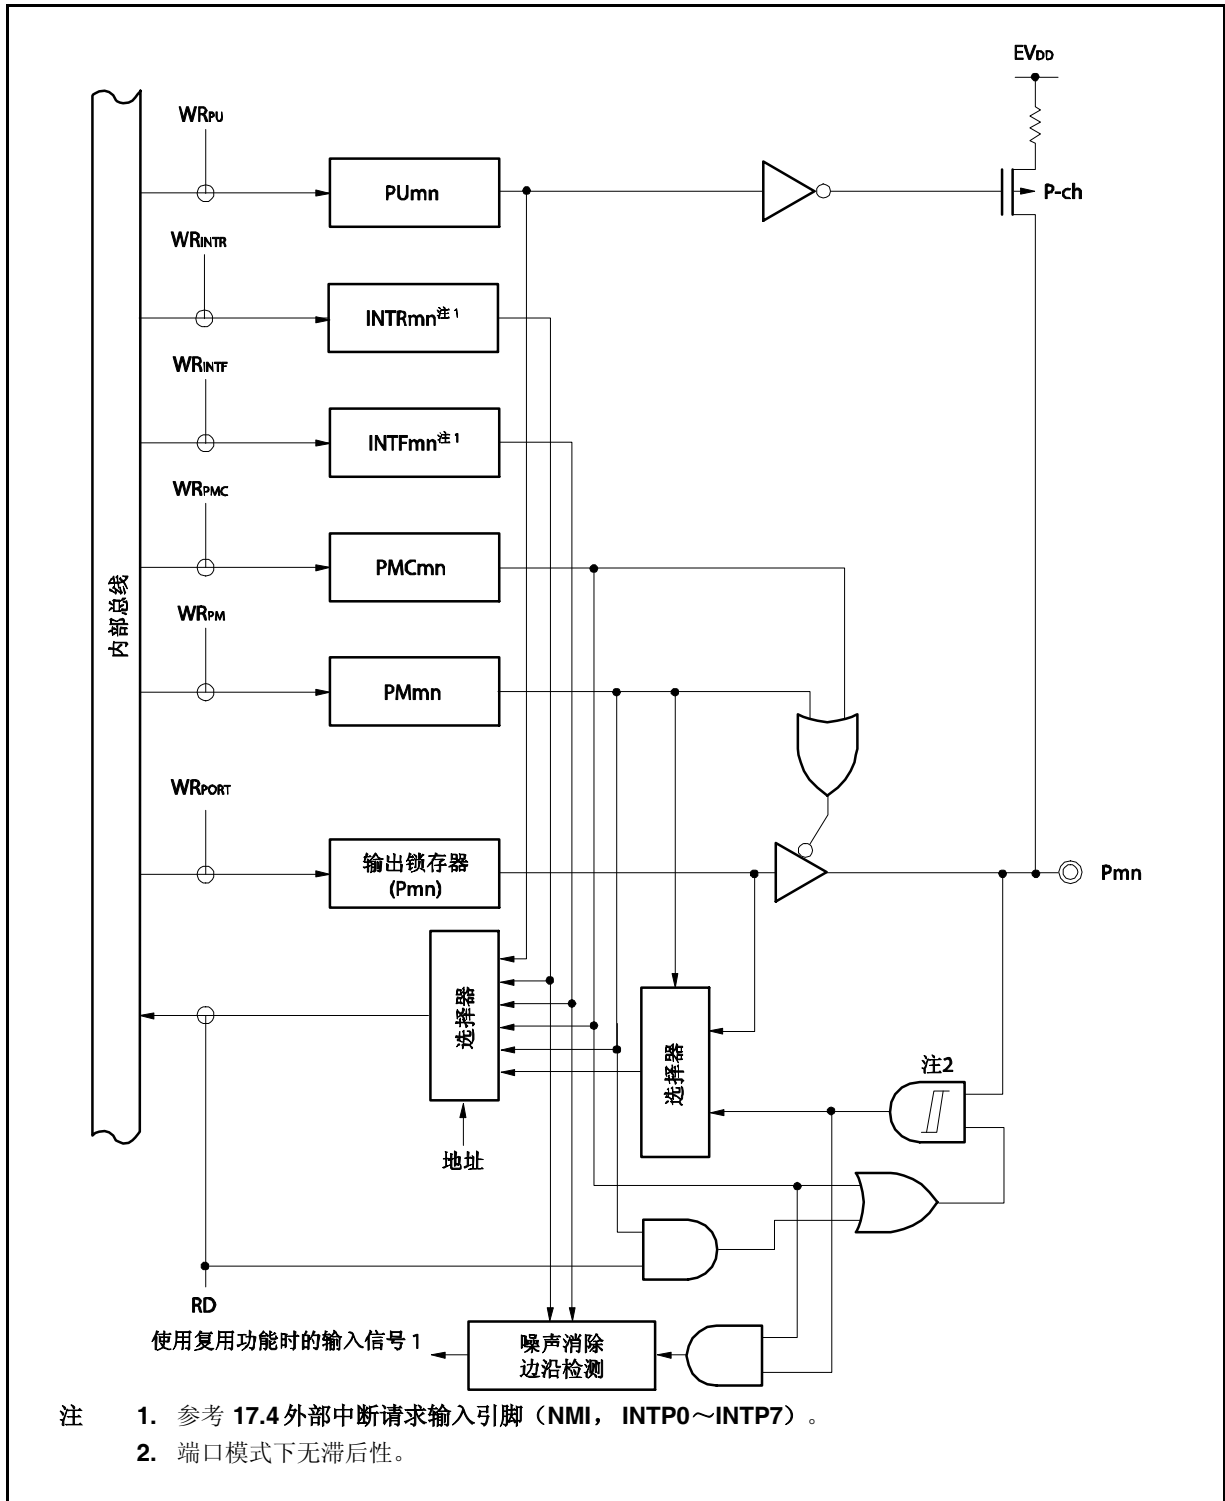 EVDD
WRPU
PUmn
P-ch
WRINTR
INTRmn注 1
WRINTF
INTFmn注 1
WRPMC
PMCmn
内部总线
WRPM
PMmn
WRPORT
输出锁存器
(Pmn)
Pmn
选择器
选择器
注2
地址
RD
使用复用功能时的输入信号 1
噪声消除
边沿检测
注 1. 参考 17.4 外部中断请求输入引脚（NMI， INTP0～INTP7）。
2. 端口模式下无滞后性。